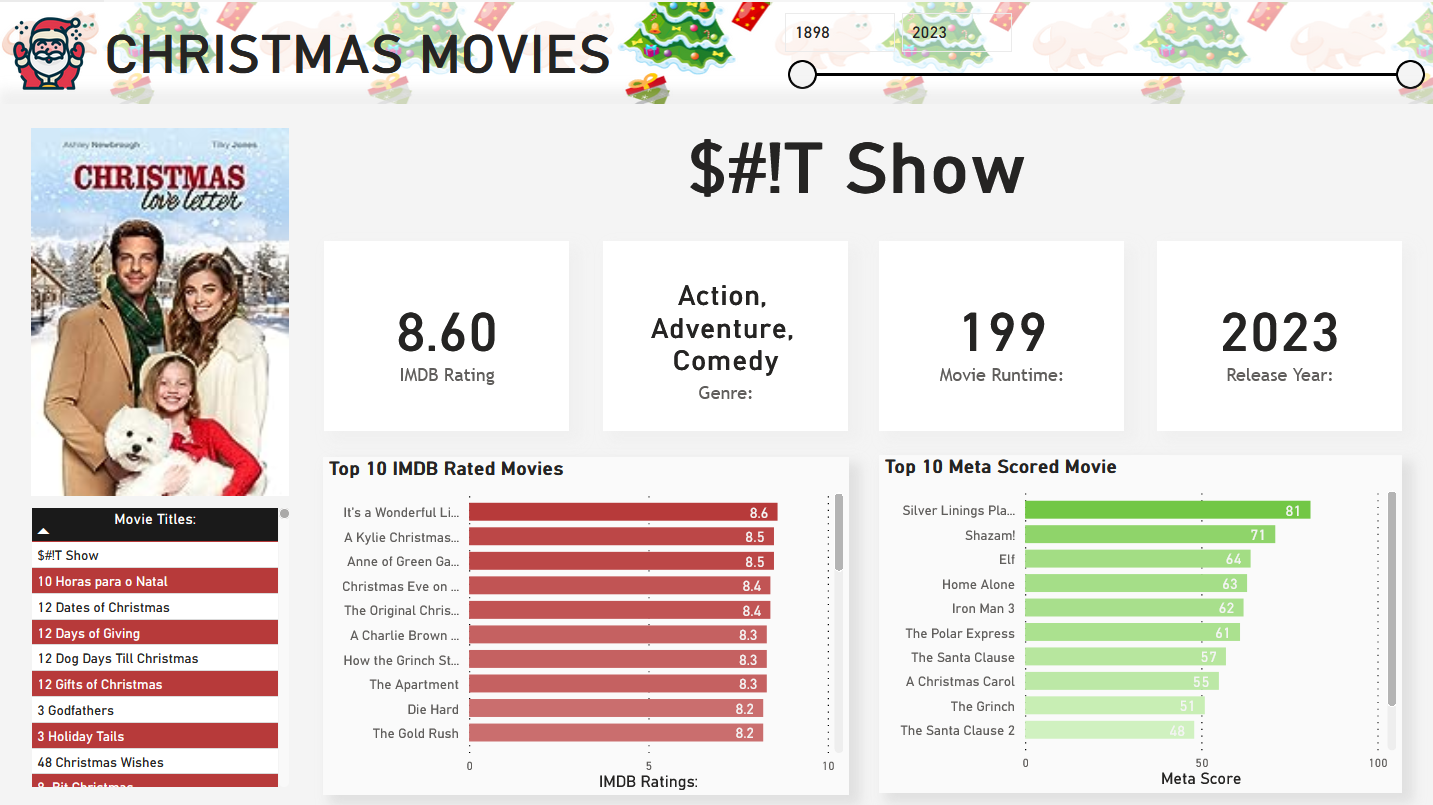 CHRISTMAS MOVIES
1898
2023
Ashley Newbrough
Tilky Jones
CHRISTMAS
love letter
$#!T Show
8.60
IMDB Rating
Action,
Adventure,
Comedy
Genre:
199
Movie Runtime:
2023
Release Year:
Movie Titles:
$#!T Show
10 Horas para o Natal
12 Dates of Christmas
12 Days of Giving
12 Dog Days Till Christmas
12 Gifts of Christmas
3 Godfathers
3 Holiday Tails
48 Christmas Wishes
8-Bit Christmas
Top 10 IMDB Rated Movies
It's a Wonderful Li... 8.6
A Kylie Christmas... 8.5
Anne of Green Ga... 8.5
Christmas Eve on ... 8.4
The Original Chris... 8.4
A Charlie Brown ... 8.3
How the Grinch St... 8.3
The Apartment 8.3
Die Hard 8.2
The Gold Rush 8.2
0 5 10
IMDB Ratings:
Top 10 Meta Scored Movie
Silver Linings Pla... 81
Shazam! 71
Elf 64
Home Alone 63
Iron Man 3 62
The Polar Express 61
The Santa Clause 57
A Christmas Carol 55
The Grinch 51
The Santa Clause 2 48
0 50 100
Meta Score